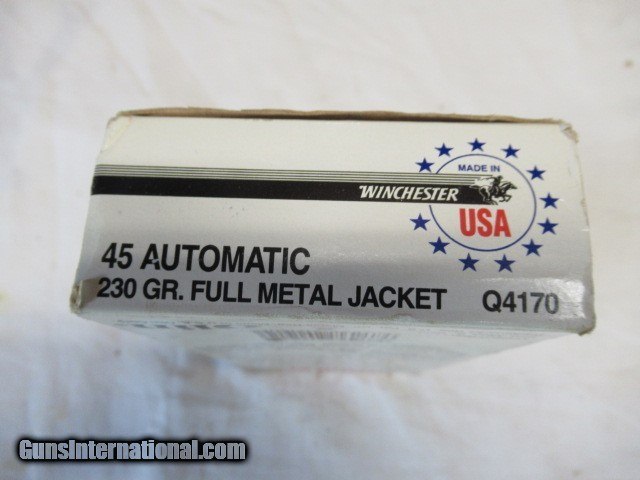 MADE IN
WINCHESTER
USA
45 AUTOMATIC
230 GR. FULL METAL JACKET Q4170
GunsInternational.com